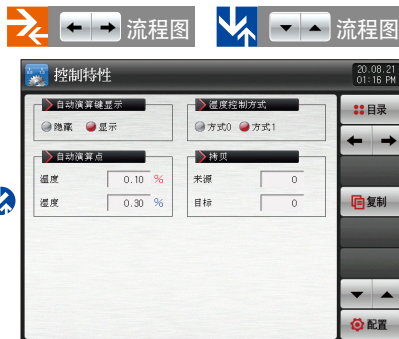 流程图
流程图
控制特性
20.08.21
01:16 PM
自动演算键显示
隐藏 显示
湿度控制方式
方式0 方式1
自动演算点
温度 0.10 %
湿度 0.30 %
拷贝
来源 0
目标 0
目录
复制
配置